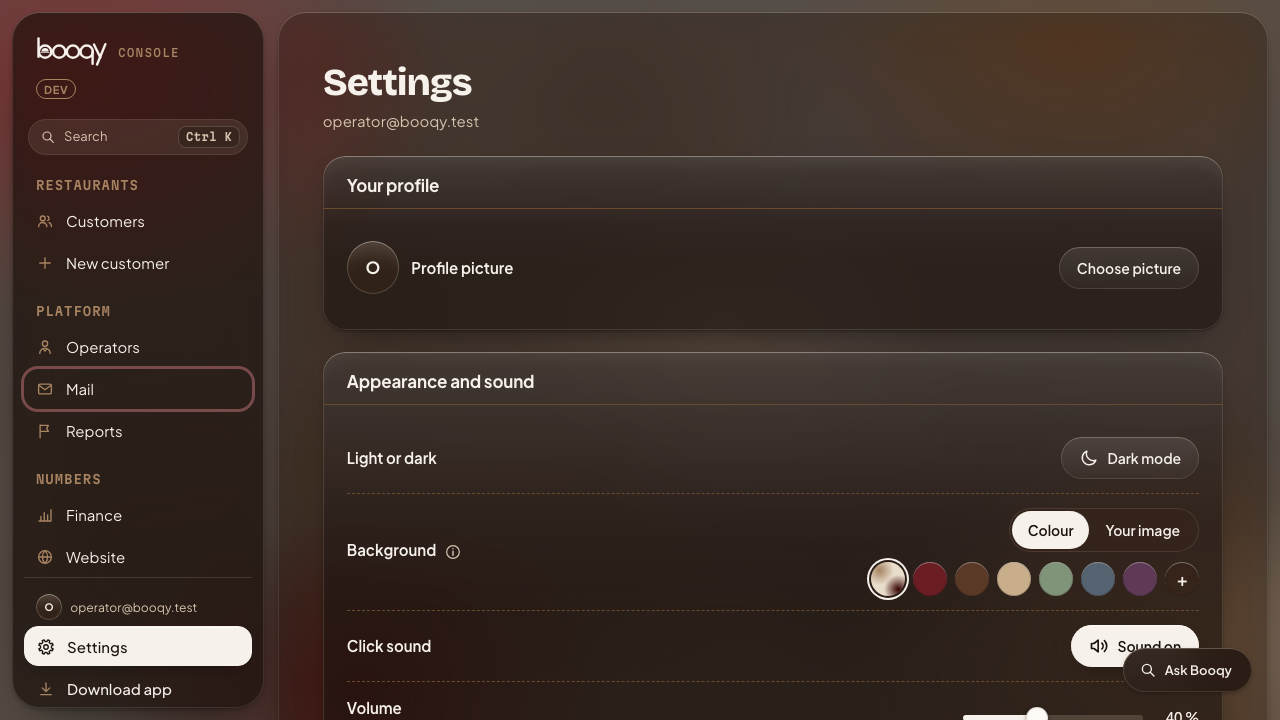 booqy CONSOLE
DEV
Search Ctrl K
RESTAURANTS
Customers
New customer
PLATFORM
Operators
Mail
Reports
NUMBERS
Finance
Website
O operator@booqy.test
Settings
Download app
Settings
operator@booqy.test
Your profile
O Profile picture Choose picture
Appearance and sound
Light or dark Dark mode
Background Colour Your image
+
Click sound Sound on
Ask Booqy
Volume 40 %